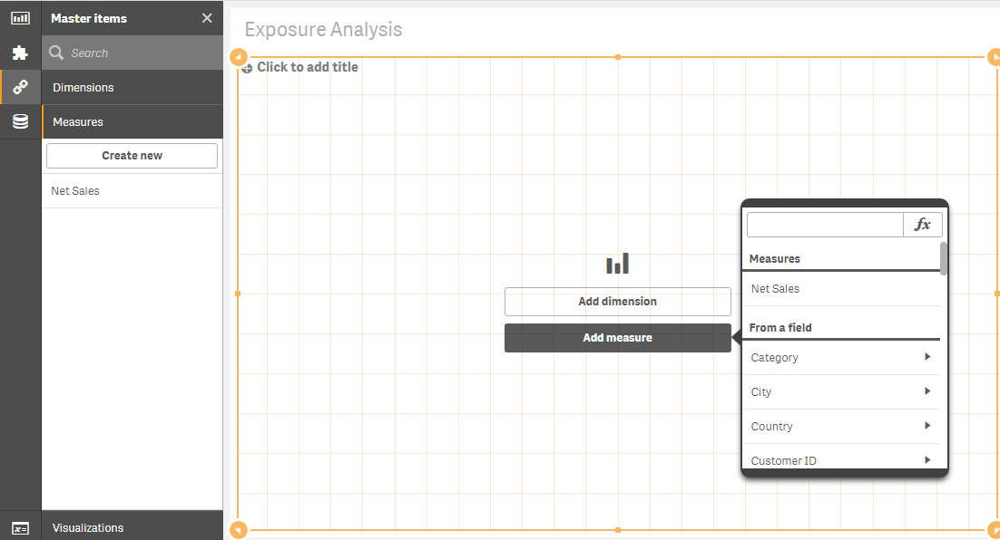 Master items
Search
Dimensions
Measures
Create new
Net Sales
Visualizations
Exposure Analysis
Click to add title
Add dimension
Add measure
fx
Measures
Net Sales
From a field
Category
City
Country
Customer ID